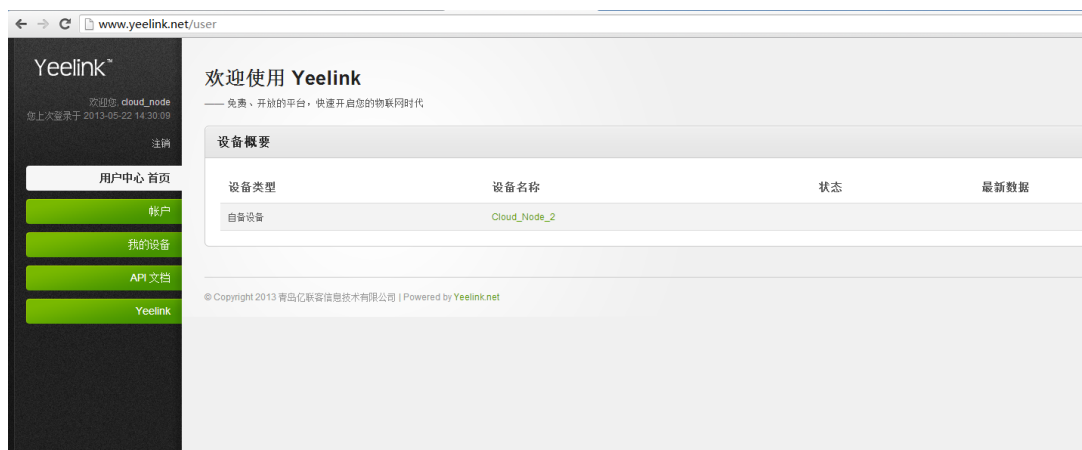 www.yeelink.net/user
Yeelink™
欢迎您. cloud_node
您上次登录于 2013-05-22 14:30:09
注销
用户中心 首页
帐户
我的设备
API 文档
Yeelink
欢迎使用 Yeelink
—— 免费、开放的平台，快速开启您的物联网时代
设备概要
设备类型 设备名称 状态 最新数据
自备设备 Cloud_Node_2
© Copyright 2013 青岛亿联客信息技术有限公司 | Powered by Yeelink.net